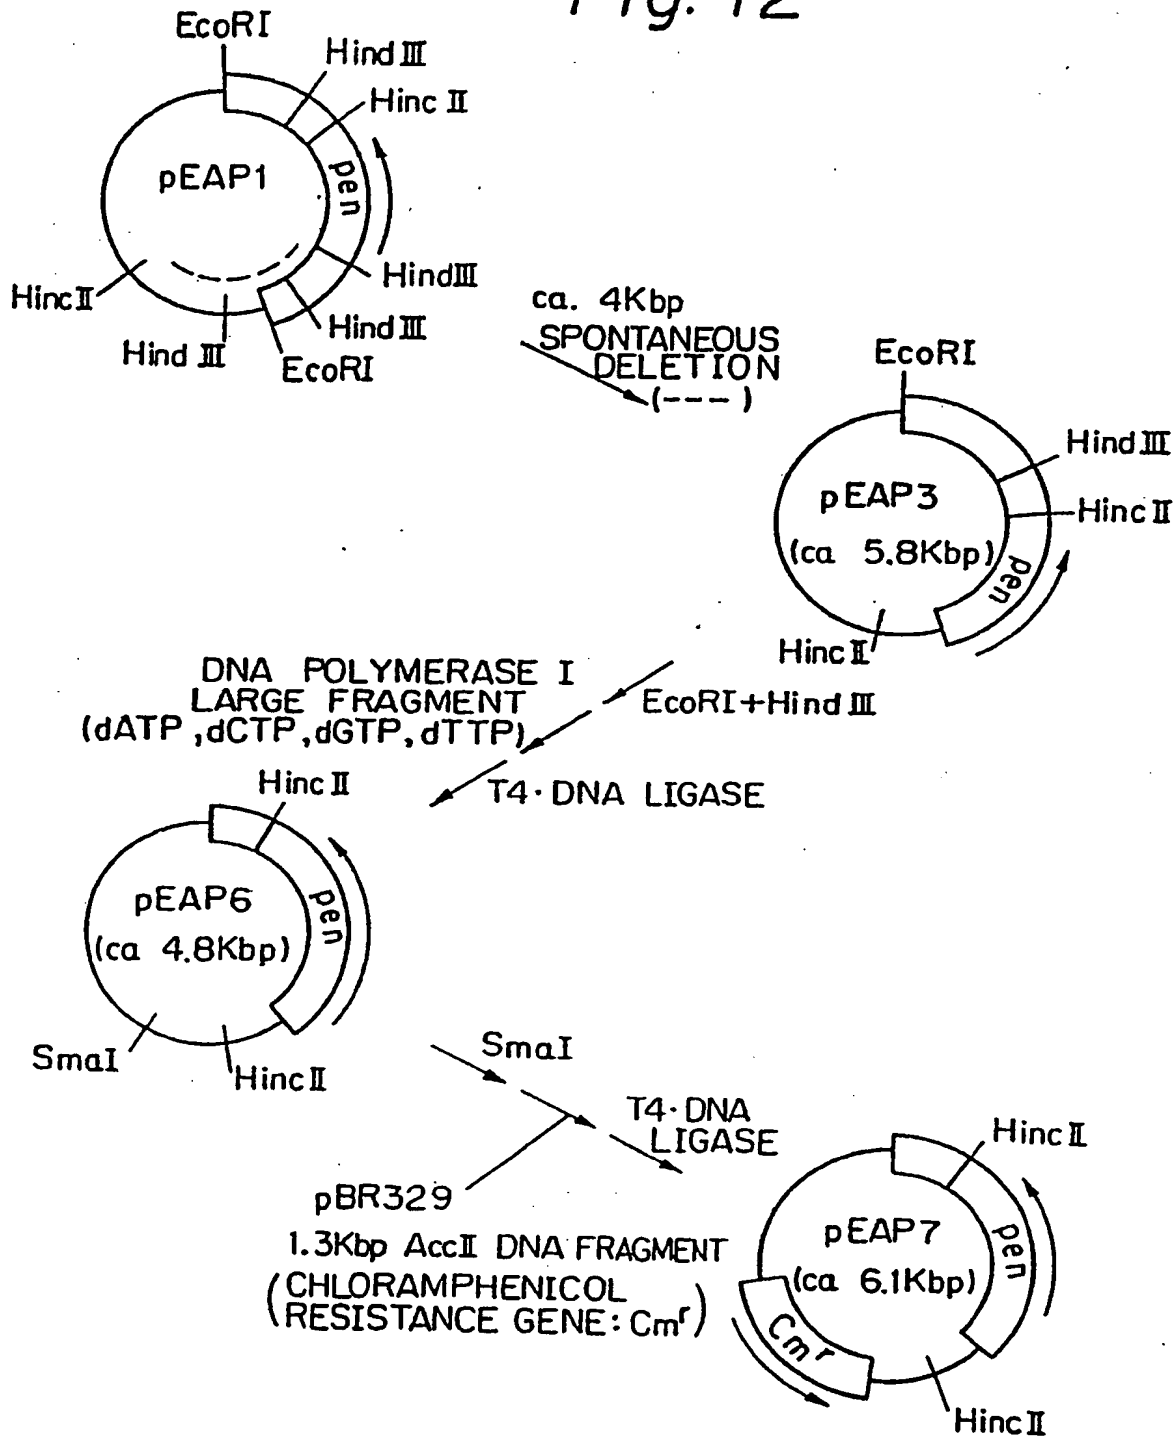 Fig. 12
EcoRI
Hind III
Hinc II
pEAP1
pen
Hinc II
Hind III
Hind III
Hind III
EcoRI
ca. 4Kbp
SPONTANEOUS
DELETION
(---)
EcoRI
Hind III
Hinc II
pEAP3
(ca 5.8Kbp)
pen
Hinc II
DNA POLYMERASE I
LARGE FRAGMENT
(dATP, dCTP, dGTP, dTTP)
EcoRI+Hind III
T4·DNA LIGASE
Hinc II
pEAP6
(ca 4.8Kbp)
pen
SmaI
Hinc II
SmaI
T4·DNA
LIGASE
pBR329
1.3Kbp AccII DNA FRAGMENT
(CHLORAMPHENICOL
RESISTANCE GENE: Cmʳ)
Hinc II
pEAP7
(ca 6.1Kbp)
pen
Cmʳ
Hinc II